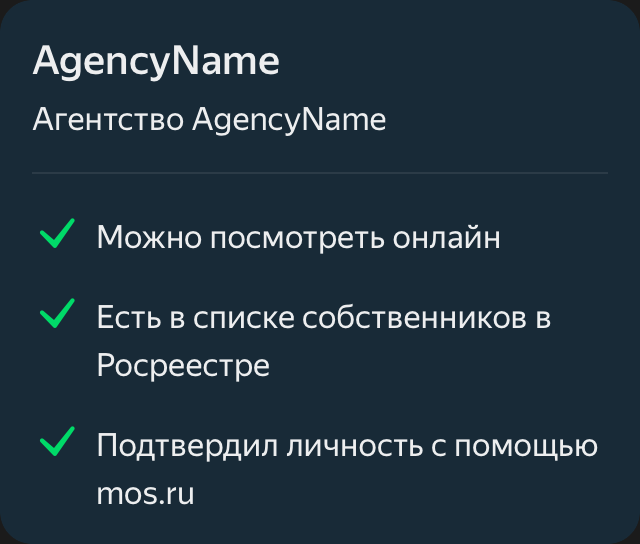 AgencyName
Агентство AgencyName
Можно посмотреть онлайн
Есть в списке собственников в
Росреестре
Подтвердил личность с помощью
mos.ru